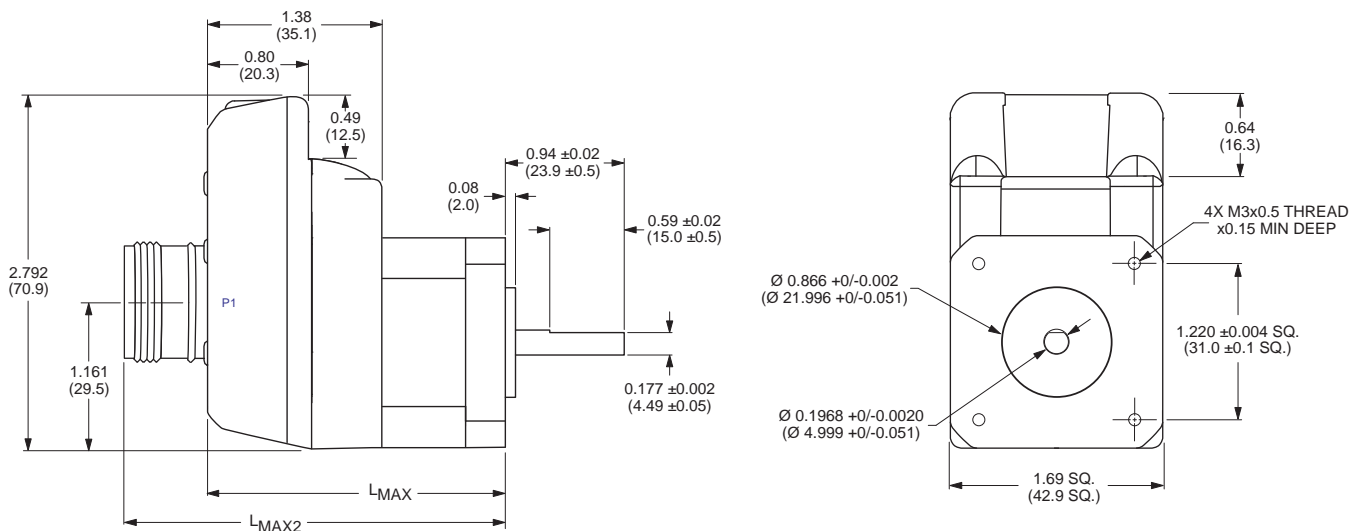 1.38
(35.1)
0.80
(20.3)
0.49
(12.5)
0.94 ±0.02
(23.9 ±0.5)
0.08
(2.0)
0.59 ±0.02
(15.0 ±0.5)
2.792
(70.9)
P1
1.161
(29.5)
0.177 ±0.002
(4.49 ±0.05)
LMAX
LMAX2
0.64
(16.3)
4X M3x0.5 THREAD
x0.15 MIN DEEP
Ø 0.866 +0/-0.002
(Ø 21.996 +0/-0.051)
1.220 ±0.004 SQ.
(31.0 ±0.1 SQ.)
Ø 0.1968 +0/-0.0020
(Ø 4.999 +0/-0.051)
1.69 SQ.
(42.9 SQ.)